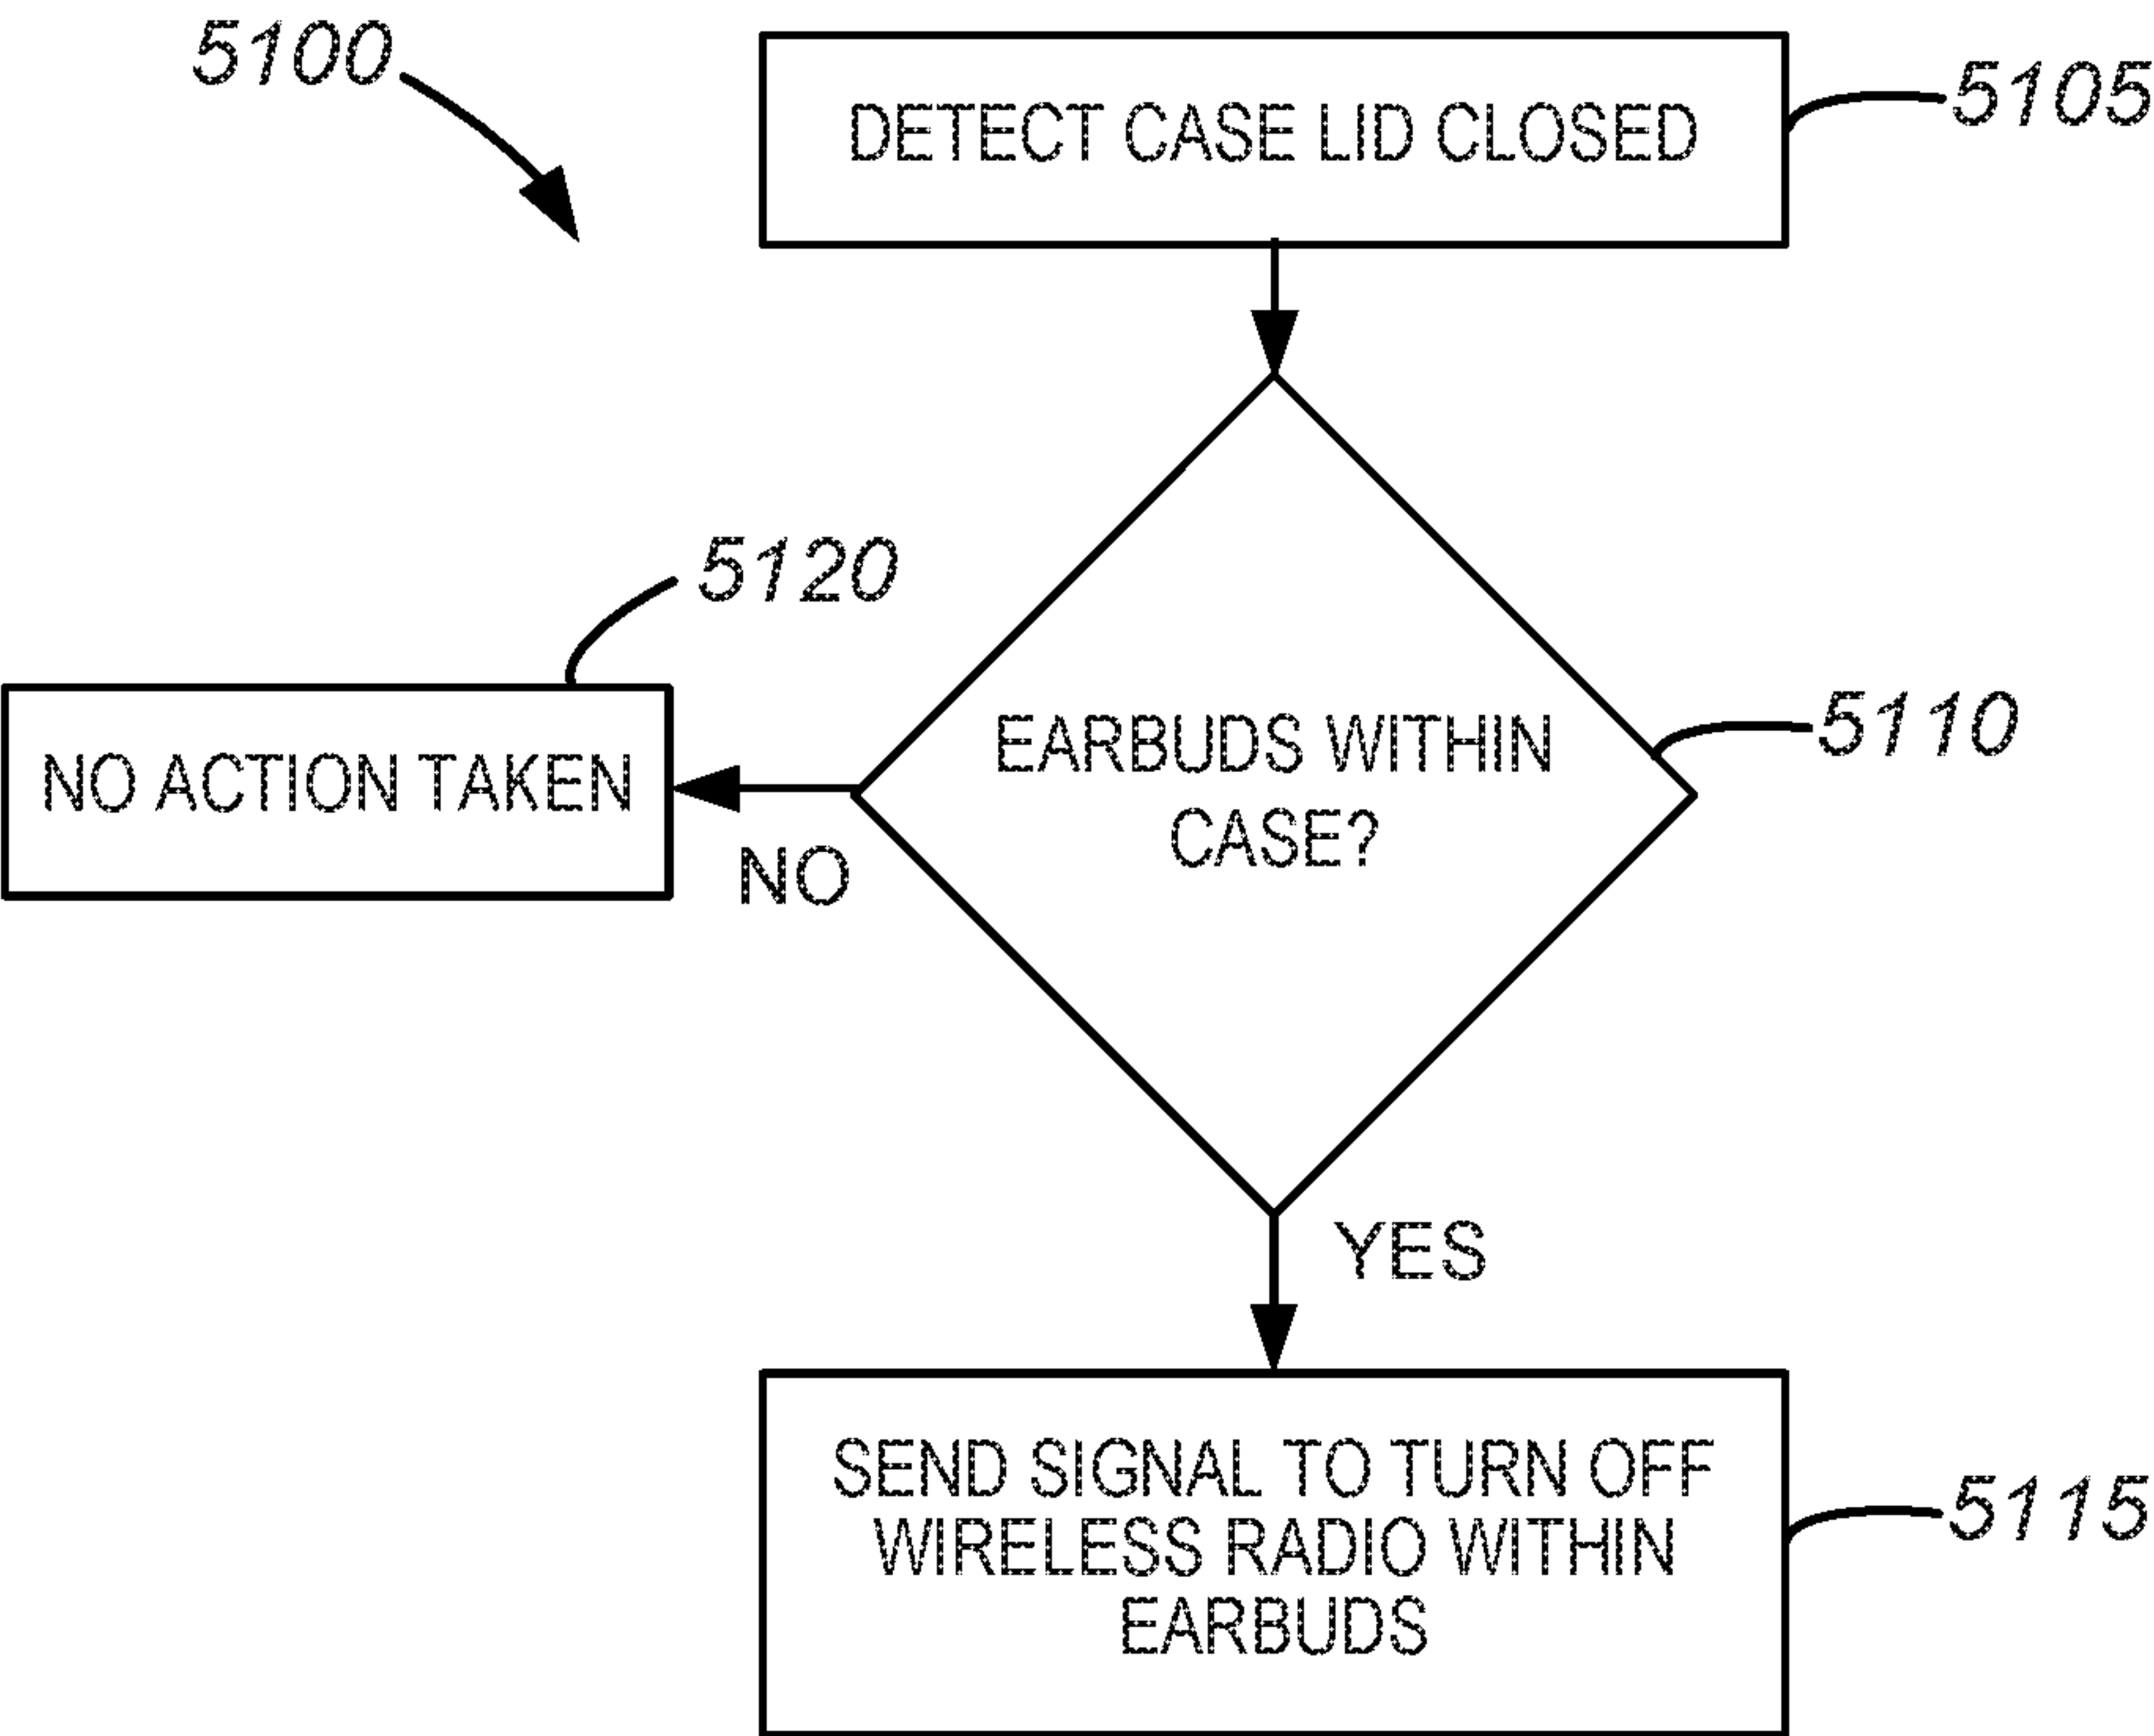 5100
DETECT CASE LID CLOSED
5105
5120
NO ACTION TAKEN
NO
EARBUDS WITHIN
CASE?
5110
YES
SEND SIGNAL TO TURN OFF
WIRELESS RADIO WITHIN
EARBUDS
5115